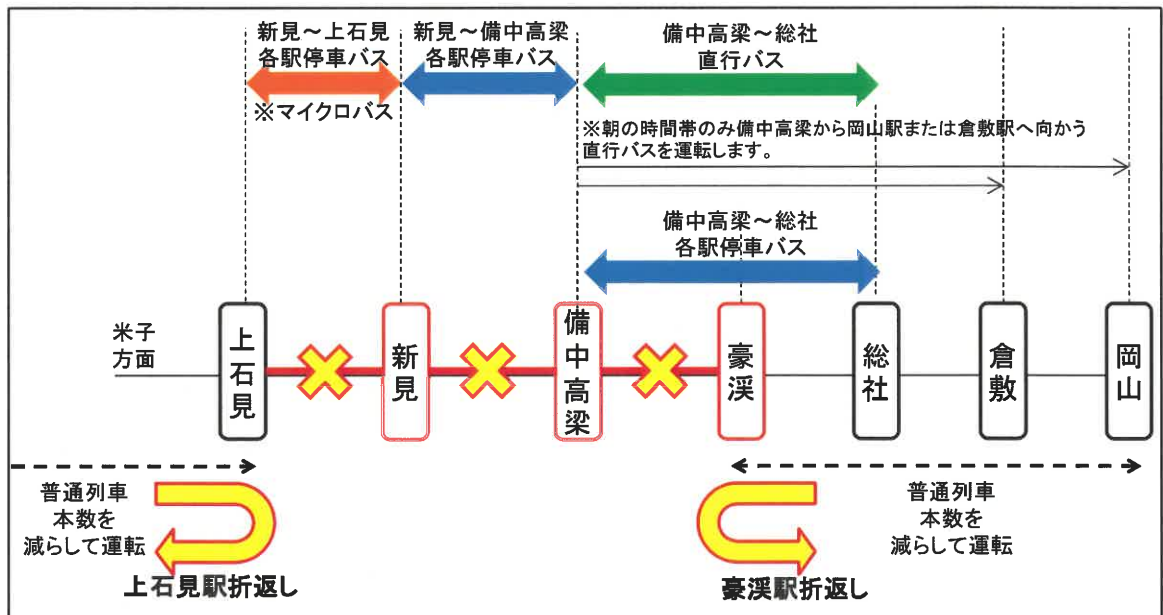 新見～上石見
各駅停車バス
※マイクロバス
新見～備中高梁
各駅停車バス
備中高梁～総社
直行バス
※朝の時間帯のみ備中高梁から岡山駅または倉敷駅へ向かう
直行バスを運転します。
備中高梁～総社
各駅停車バス
米子
方面
上石見
新見
備中高梁
豪渓
総社
倉敷
岡山
普通列車
本数を
減らして運転
上石見駅折返し
豪渓駅折返し
普通列車
本数を
減らして運転